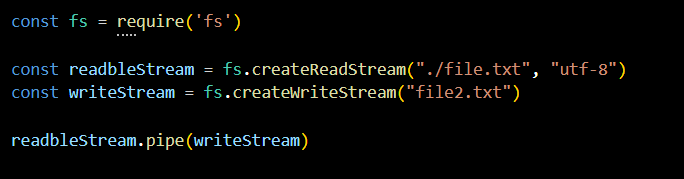 const fs = require('fs')
const readbleStream = fs.createReadStream("./file.txt", "utf-8")
const writeStream = fs.createWriteStream("file2.txt")
readbleStream.pipe(writeStream)